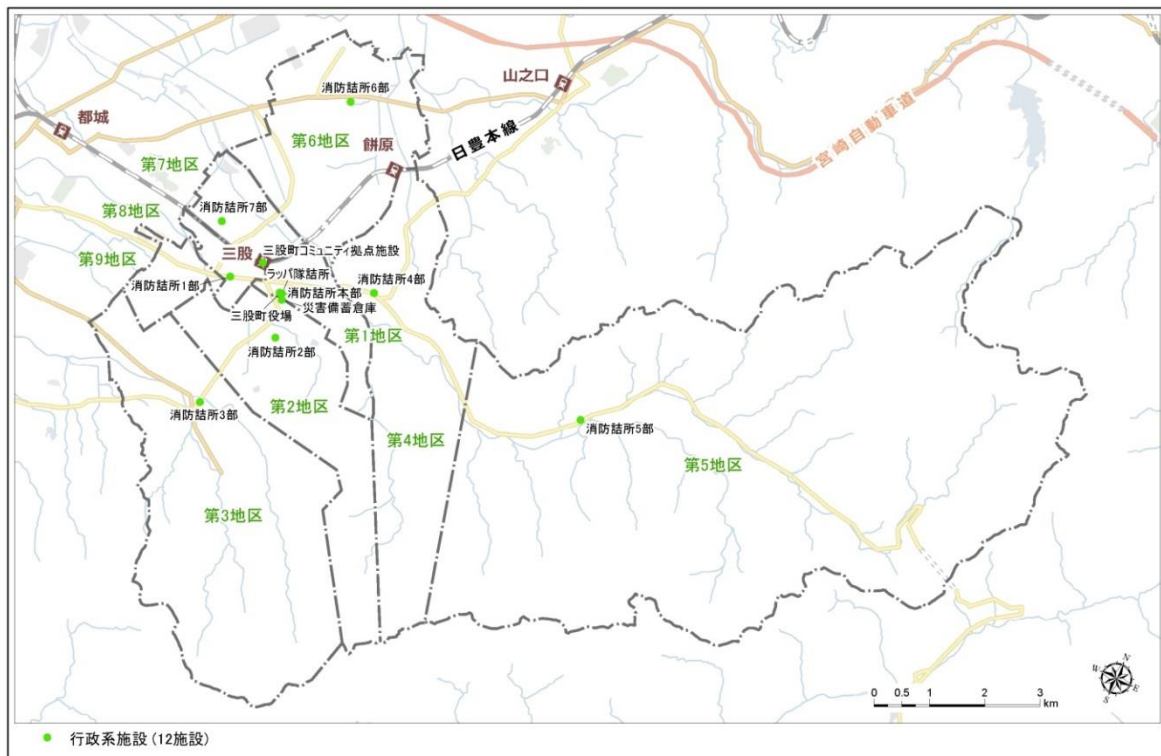 山之口
消防詰所6部
都城
第6地区
餅原
日豊本線
宮崎自動車道
第7地区
第8地区
消防詰所7部
第9地区
三股
三股町コミュニティ拠点施設
消防詰所1部
ラッパ隊詰所
消防詰所4部
消防詰所本部
災害備蓄倉庫
三股町役場
第1地区
消防詰所2部
第2地区
消防詰所3部
消防詰所5部
第4地区
第5地区
第3地区
N
W
E
S
0 0.5 1 2 3
km
行政系施設(12施設)